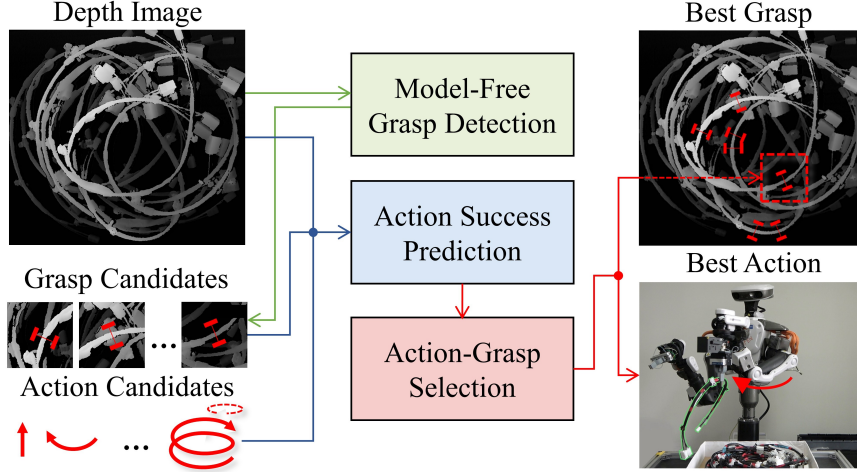 Depth Image
Model-Free
Grasp Detection
Best Grasp
Action Success
Prediction
Grasp Candidates
...
Action-Grasp
Selection
Best Action
Action Candidates
...